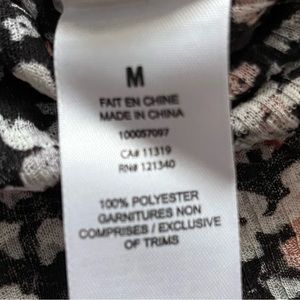 M
FAIT EN CHINE
MADE IN CHINA
100057097
CA# 11319
RN# 121340
100% POLYESTER
GARNITURES NON
COMPRISES / EXCLUSIVE
OF TRIMS